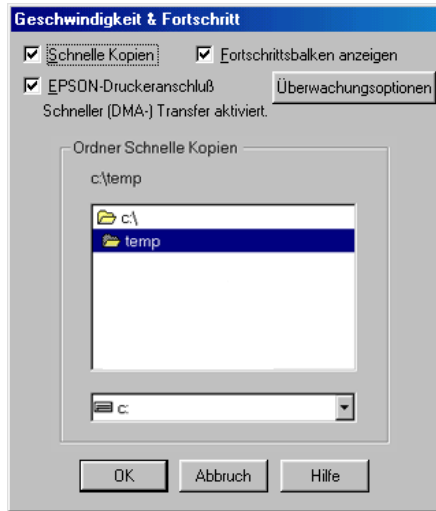 Geschwindigkeit & Fortschritt
Schnelle Kopien
Fortschrittsbalken anzeigen
EPSON-Druckeranschluß
Überwachungsoptionen
Schneller (DMA-) Transfer aktiviert.
Ordner Schnelle Kopien
c:\temp
c:\
temp
c:
OK
Abbruch
Hilfe